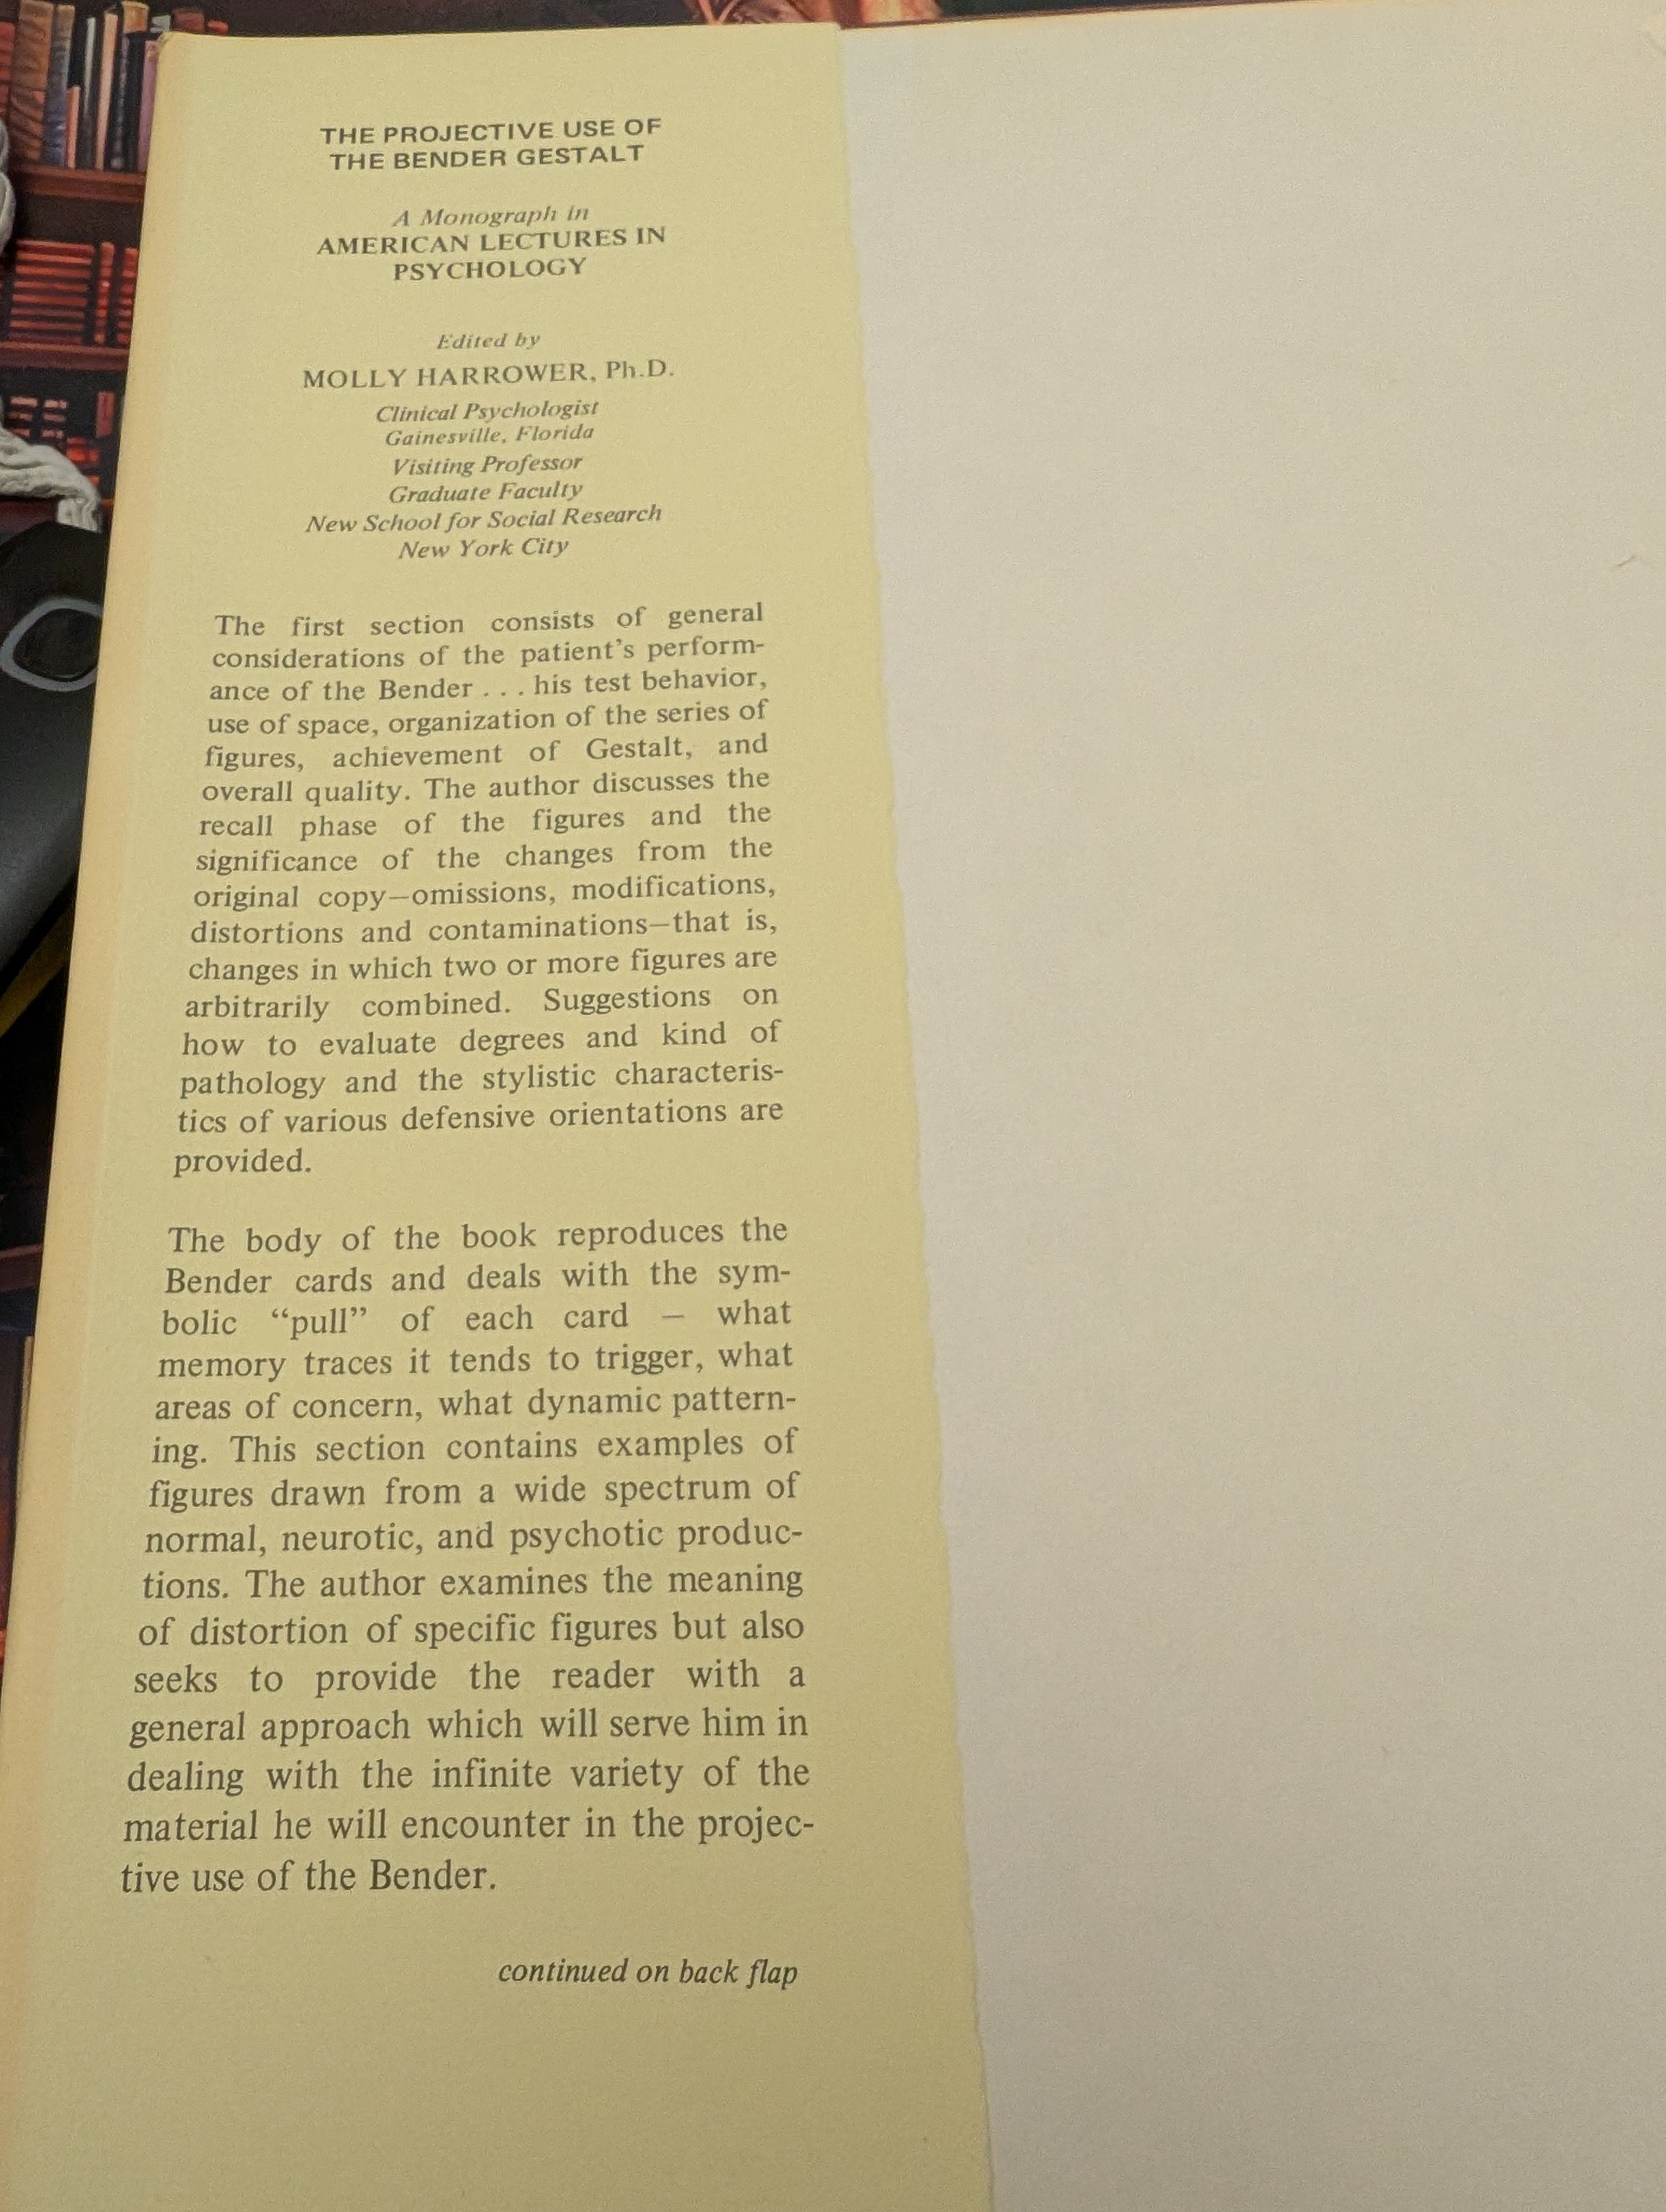 THE PROJECTIVE USE OF
THE BENDER GESTALT
A Monograph in
AMERICAN LECTURES IN
PSYCHOLOGY
Edited by
MOLLY HARROWER, Ph.D.
Clinical Psychologist
Gainesville, Florida
Visiting Professor
Graduate Faculty
New School for Social Research
New York City
The first section consists of general
considerations of the patient's perform-
ance of the Bender . . . his test behavior,
use of space, organization of the series of
figures, achievement of Gestalt, and
overall quality. The author discusses the
recall phase of the figures and the
significance of the changes from the
original copy—omissions, modifications,
distortions and contaminations—that is,
changes in which two or more figures are
arbitrarily combined. Suggestions on
how to evaluate degrees and kind of
pathology and the stylistic characteris-
tics of various defensive orientations are
provided.
The body of the book reproduces the
Bender cards and deals with the sym-
bolic “pull” of each card – what
memory traces it tends to trigger, what
areas of concern, what dynamic pattern-
ing. This section contains examples of
figures drawn from a wide spectrum of
normal, neurotic, and psychotic produc-
tions. The author examines the meaning
of distortion of specific figures but also
seeks to provide the reader with a
general approach which will serve him in
dealing with the infinite variety of the
material he will encounter in the projec-
tive use of the Bender.
continued on back flap